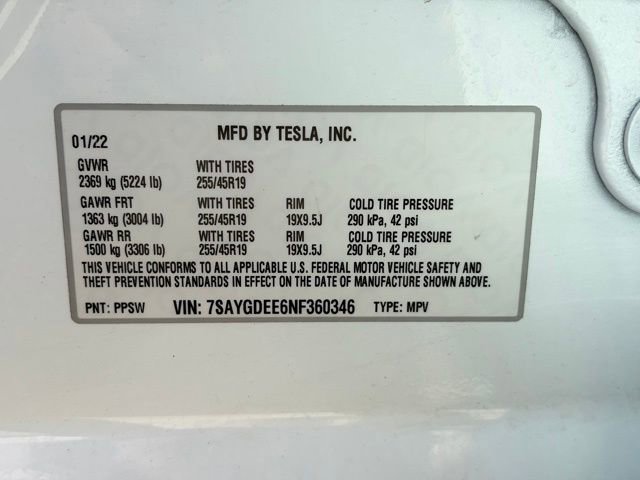 01/22 MFD BY TESLA, INC.
GVWR WITH TIRES
2369 kg (5224 lb) 255/45R19
GAWR FRT WITH TIRES RIM COLD TIRE PRESSURE
1363 kg (3004 lb) 255/45R19 19X9.5J 290 kPa, 42 psi
GAWR RR WITH TIRES RIM COLD TIRE PRESSURE
1500 kg (3306 lb) 255/45R19 19X9.5J 290 kPa, 42 psi
THIS VEHICLE CONFORMS TO ALL APPLICABLE U.S. FEDERAL MOTOR VEHICLE SAFETY AND
THEFT PREVENTION STANDARDS IN EFFECT ON THE DATE OF MANUFACTURE SHOWN ABOVE.
PNT: PPSW VIN: 7SAYGDEE6NF360346 TYPE: MPV